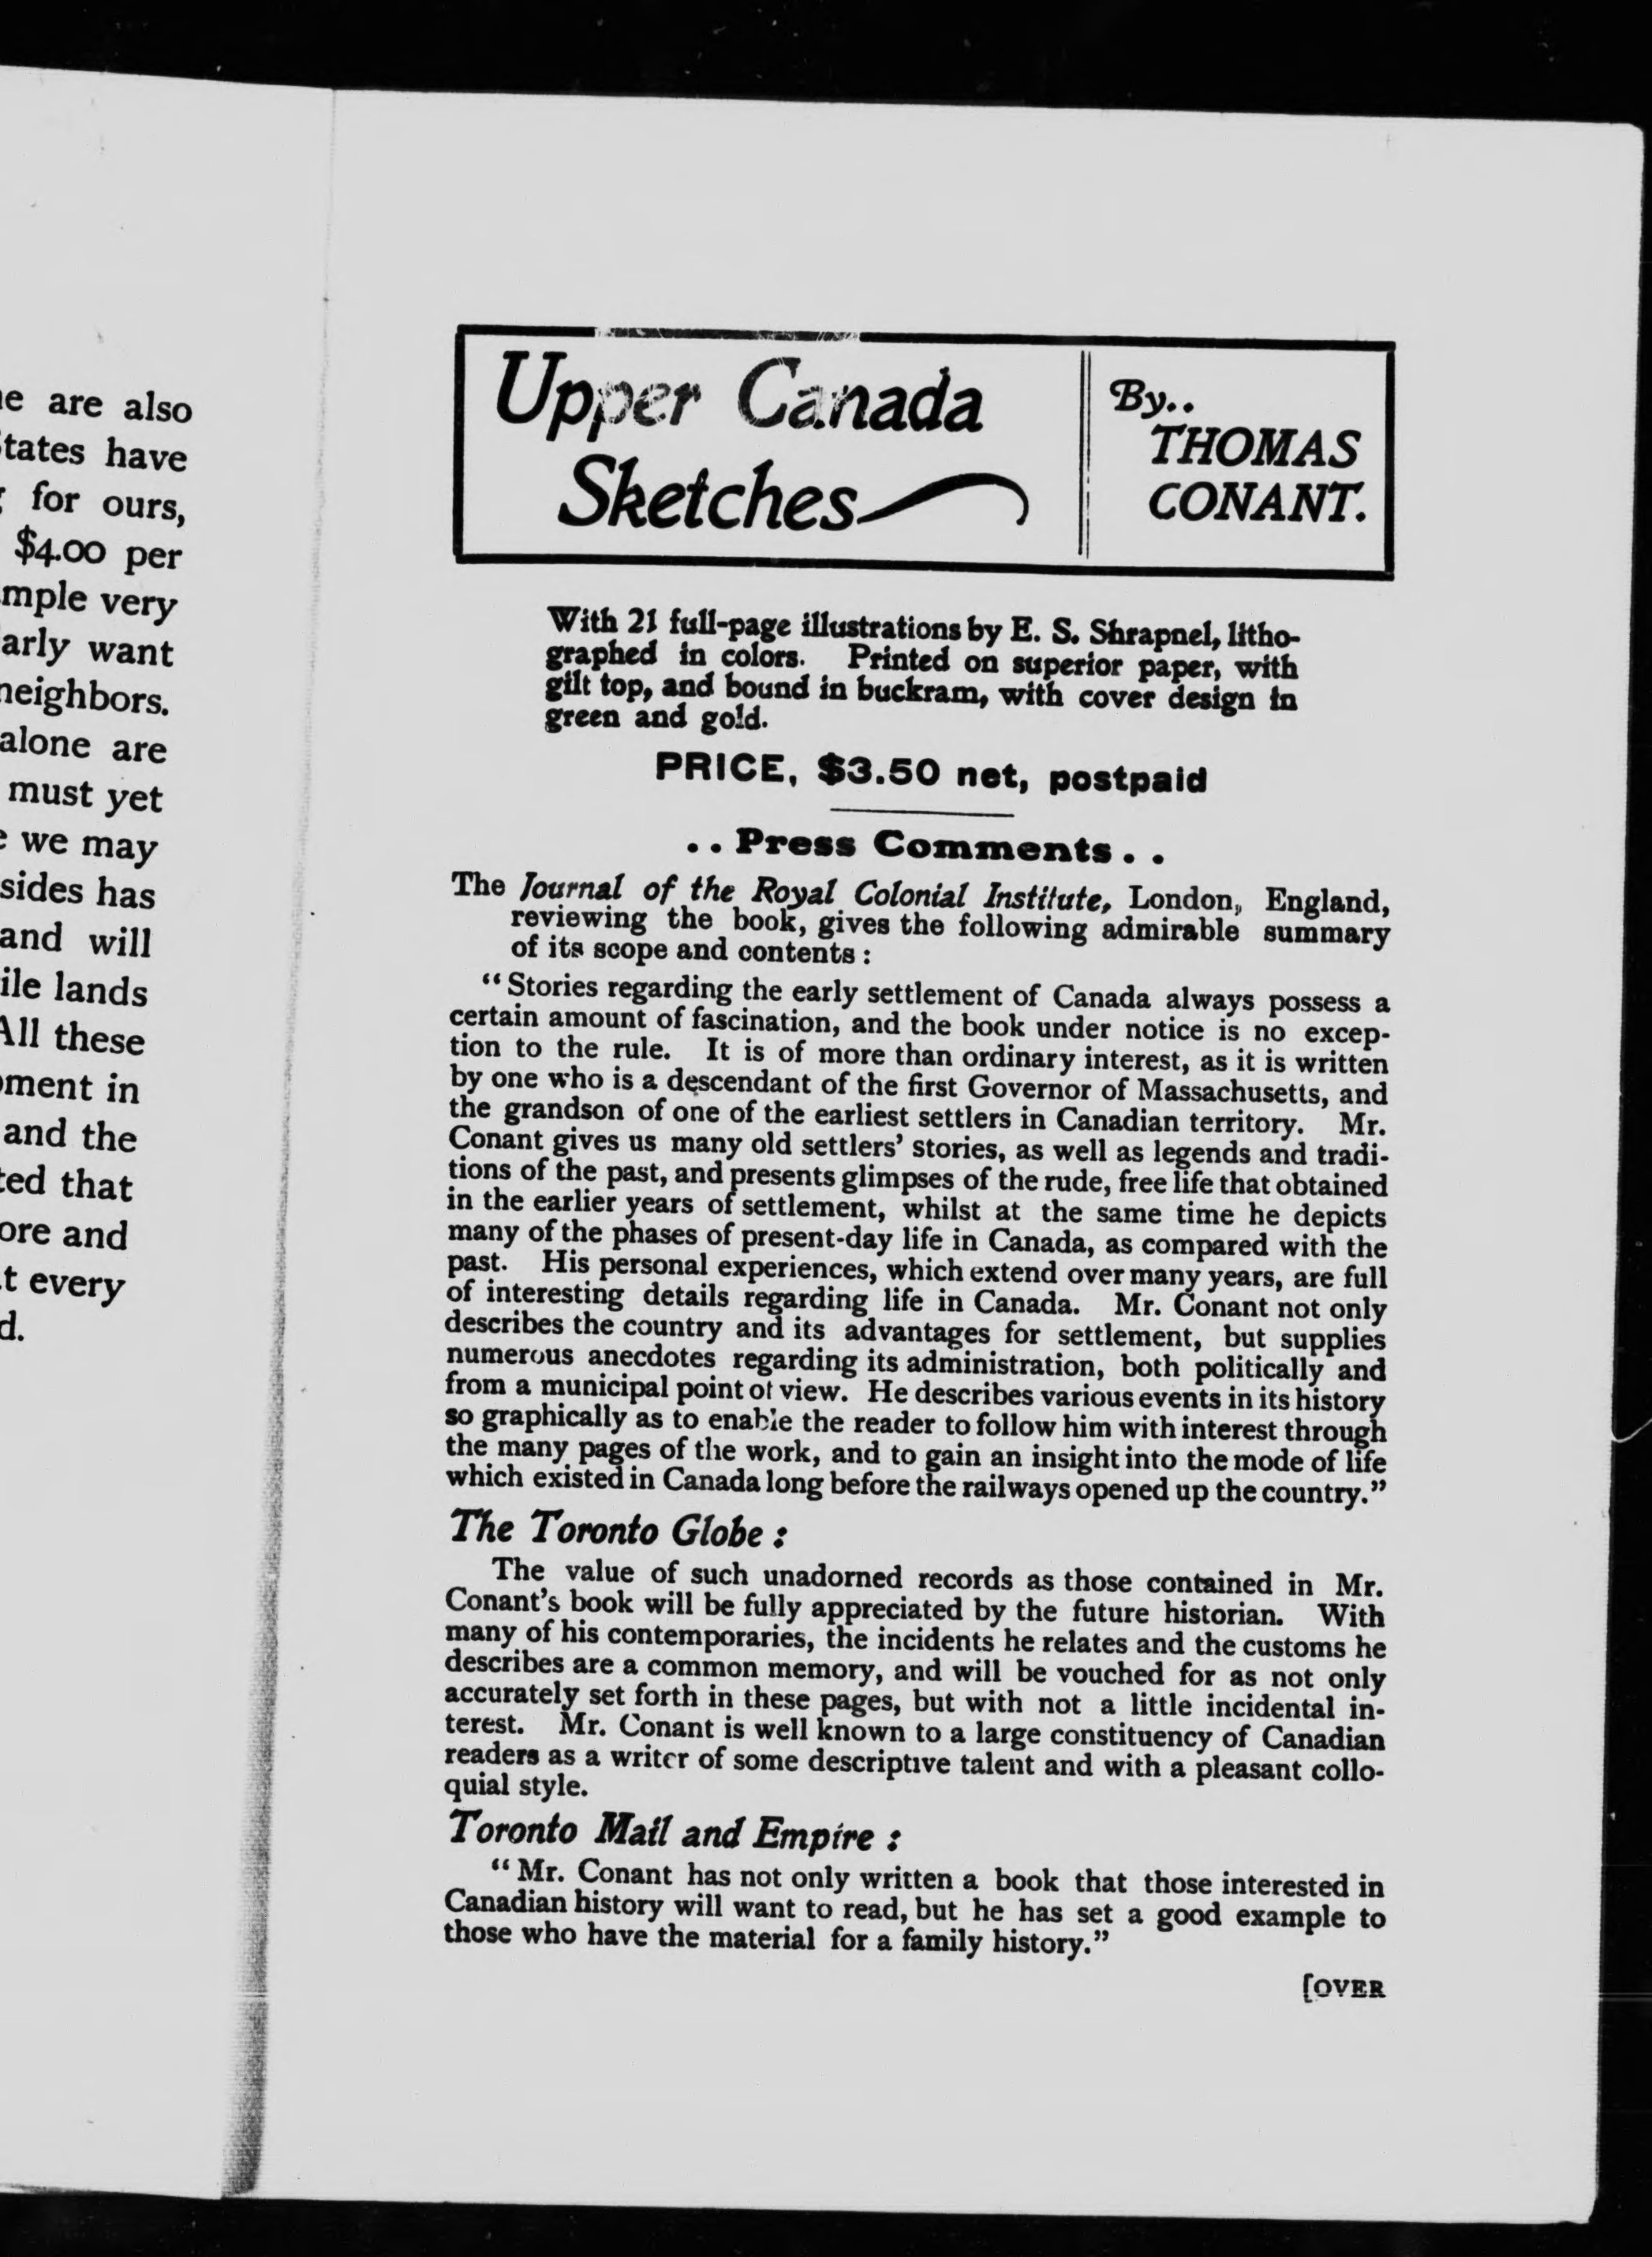 e are also
tates have
for ours,
$4.00 per
mple very
arly want
neighbors.
alone are
must yet
we may
sides has
and will
ile lands
All these
ment in
and the
ted that
ore and
t every
d.
Upper Canada
Sketches
By..
THOMAS
CONANT.
With 21 full-page illustrations by E. S. Shrapnel, litho-
graphed in colors. Printed on superior paper, with
gilt top, and bound in buckram, with cover design in
green and gold.
PRICE, $3.50 net, postpaid
. . Press Comments . .
The Journal of the Royal Colonial Institute, London, England,
reviewing the book, gives the following admirable summary
of its scope and contents :
“Stories regarding the early settlement of Canada always possess a
certain amount of fascination, and the book under notice is no excep-
tion to the rule. It is of more than ordinary interest, as it is written
by one who is a descendant of the first Governor of Massachusetts, and
the grandson of one of the earliest settlers in Canadian territory. Mr.
Conant gives us many old settlers’ stories, as well as legends and tradi-
tions of the past, and presents glimpses of the rude, free life that obtained
in the earlier years of settlement, whilst at the same time he depicts
many of the phases of present-day life in Canada, as compared with the
past. His personal experiences, which extend over many years, are full
of interesting details regarding life in Canada. Mr. Conant not only
describes the country and its advantages for settlement, but supplies
numerous anecdotes regarding its administration, both politically and
from a municipal point of view. He describes various events in its history
so graphically as to enable the reader to follow him with interest through
the many pages of the work, and to gain an insight into the mode of life
which existed in Canada long before the railways opened up the country.”
The Toronto Globe :
The value of such unadorned records as those contained in Mr.
Conant’s book will be fully appreciated by the future historian. With
many of his contemporaries, the incidents he relates and the customs he
describes are a common memory, and will be vouched for as not only
accurately set forth in these pages, but with not a little incidental in-
terest. Mr. Conant is well known to a large constituency of Canadian
readers as a writer of some descriptive talent and with a pleasant collo-
quial style.
Toronto Mail and Empire :
“Mr. Conant has not only written a book that those interested in
Canadian history will want to read, but he has set a good example to
those who have the material for a family history.”
[OVER